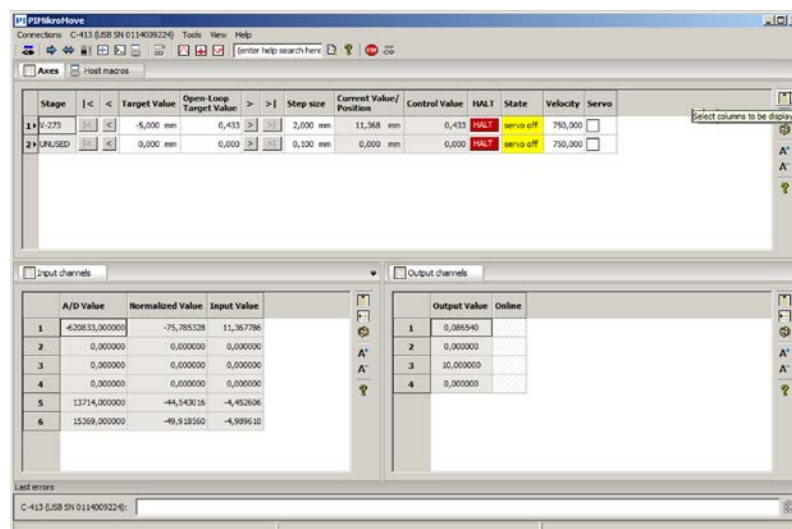 PI PIMikroMove
Connections C-413 (USB SN 0114009224) Tools View Help
(enter help search here
Axes Host macros
Stage |< < Target Value Open-Loop Target Value > >| Step size Current Value/ Position Control Value HALT State Velocity Servo
1 V-273 |< < -5,000 mm 0,433 > >| 2,000 mm 11,368 mm 0,433 HALT servo off 750,000
2 UNUSED |< < 0,000 mm 0,000 > >| 0,100 mm 0,000 mm 0,000 HALT servo off 750,000
Select columns to be display
Input channels
A/D Value Normalized Value Input Value
1 -620833,000000 -75,785328 11,367786
2 0,000000 0,000000 0,000000
3 0,000000 0,000000 0,000000
4 0,000000 0,000000 0,000000
5 13714,000000 -44,543016 -4,452606
6 15369,000000 -49,918560 -4,989610
Output channels
Output Value Online
1 0,086540
2 0,000000
3 10,000000
4 0,000000
Last errors
C-413 (USB SN 0114009224):